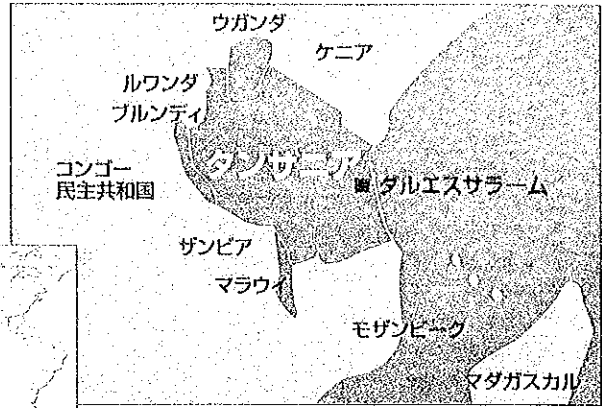 ウガンダ
ケニア
ルワンダ
ブルンディ
タンザニア
コンゴー
民主共和国
ダルエスサラーム
ザンビア
マラウィ
モザンビーク
マダガスカル